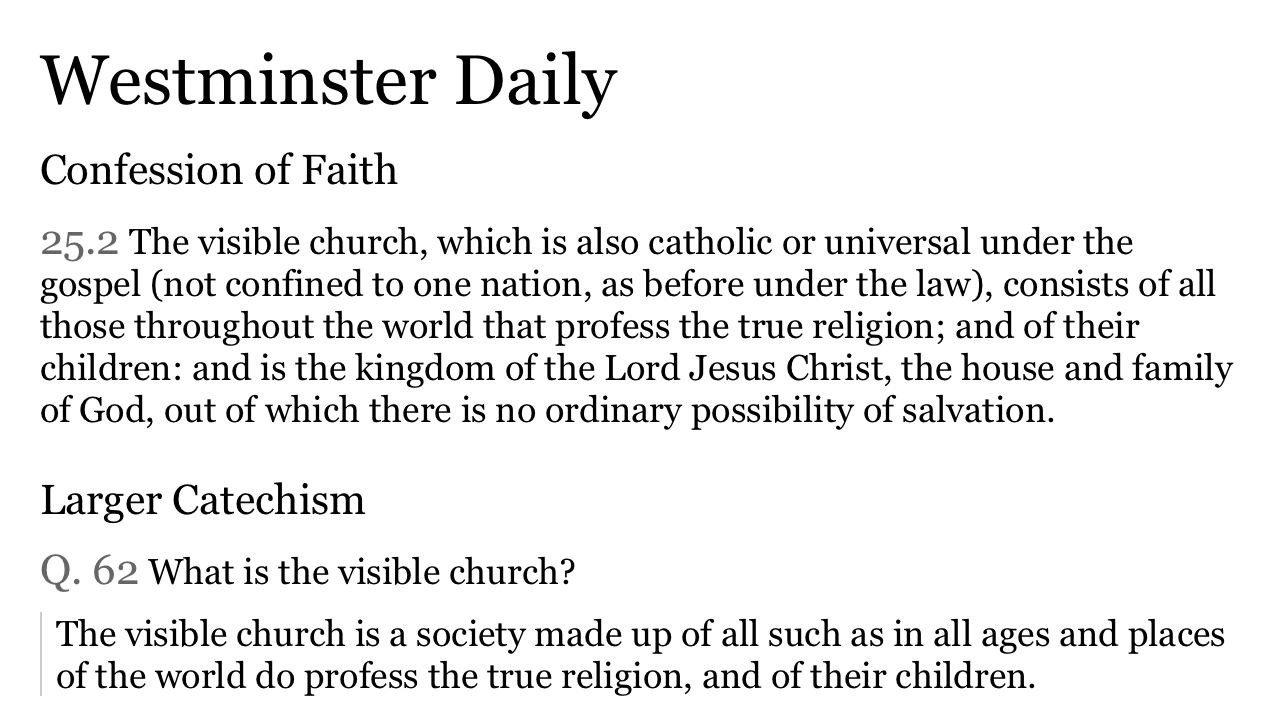 Westminster Daily
Confession of Faith
25.2 The visible church, which is also catholic or universal under the
gospel (not confined to one nation, as before under the law), consists of all
those throughout the world that profess the true religion; and of their
children: and is the kingdom of the Lord Jesus Christ, the house and family
of God, out of which there is no ordinary possibility of salvation.
Larger Catechism
Q. 62 What is the visible church?
The visible church is a society made up of all such as in all ages and places
of the world do profess the true religion, and of their children.